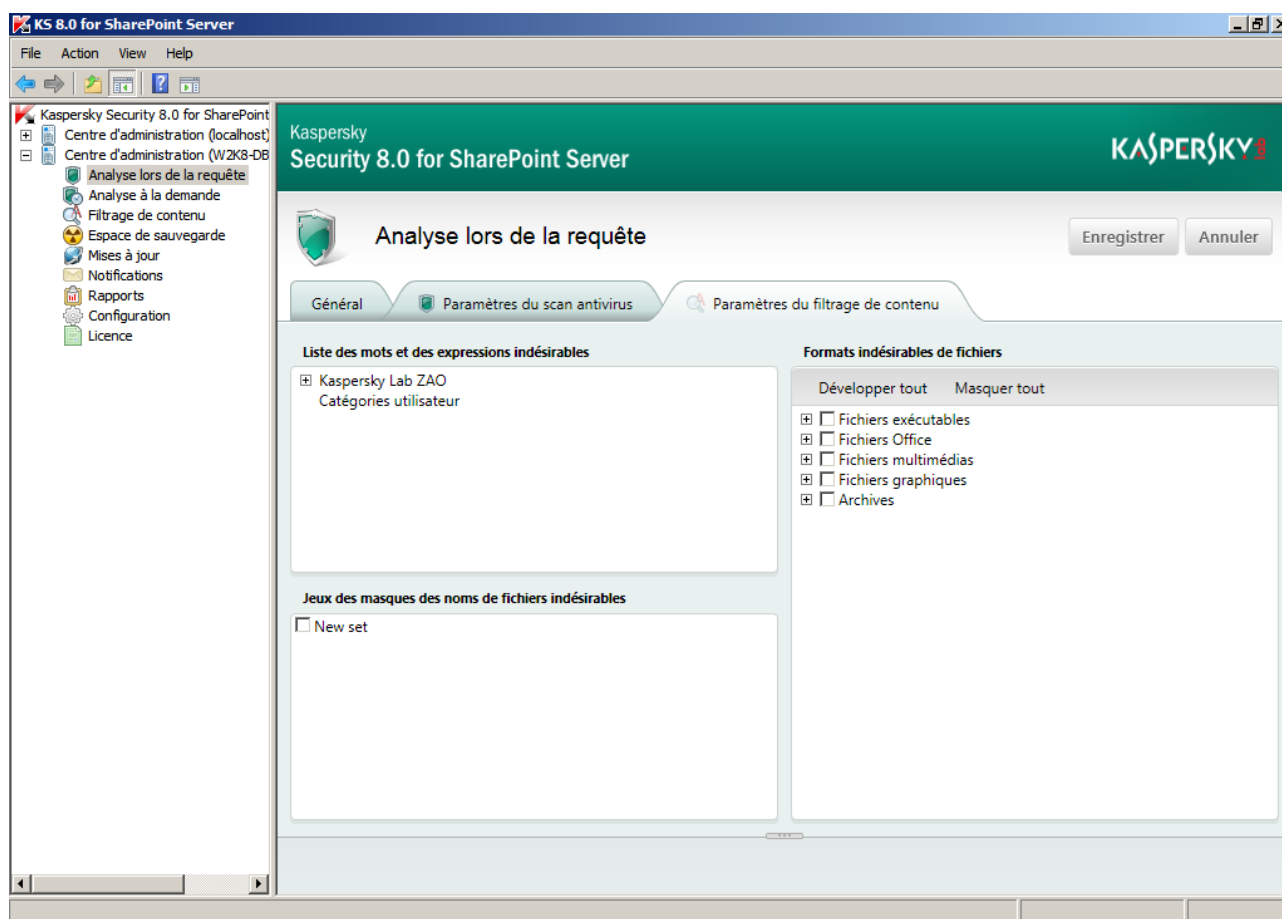 KS 8.0 for SharePoint Server
File Action View Help
Kaspersky Security 8.0 for SharePoint
Centre d'administration (localhost)
Centre d'administration (W2K8-DB
Analyse lors de la requête
Analyse à la demande
Filtrage de contenu
Espace de sauvegarde
Mises à jour
Notifications
Rapports
Configuration
Licence
Kaspersky
Security 8.0 for SharePoint Server
KASPERSKY lab
Analyse lors de la requête
Enregistrer Annuler
Général Paramètres du scan antivirus Paramètres du filtrage de contenu
Liste des mots et des expressions indésirables
Kaspersky Lab ZAO
Catégories utilisateur
Jeux des masques des noms de fichiers indésirables
New set
Formats indésirables de fichiers
Développer tout Masquer tout
Fichiers exécutables
Fichiers Office
Fichiers multimédias
Fichiers graphiques
Archives